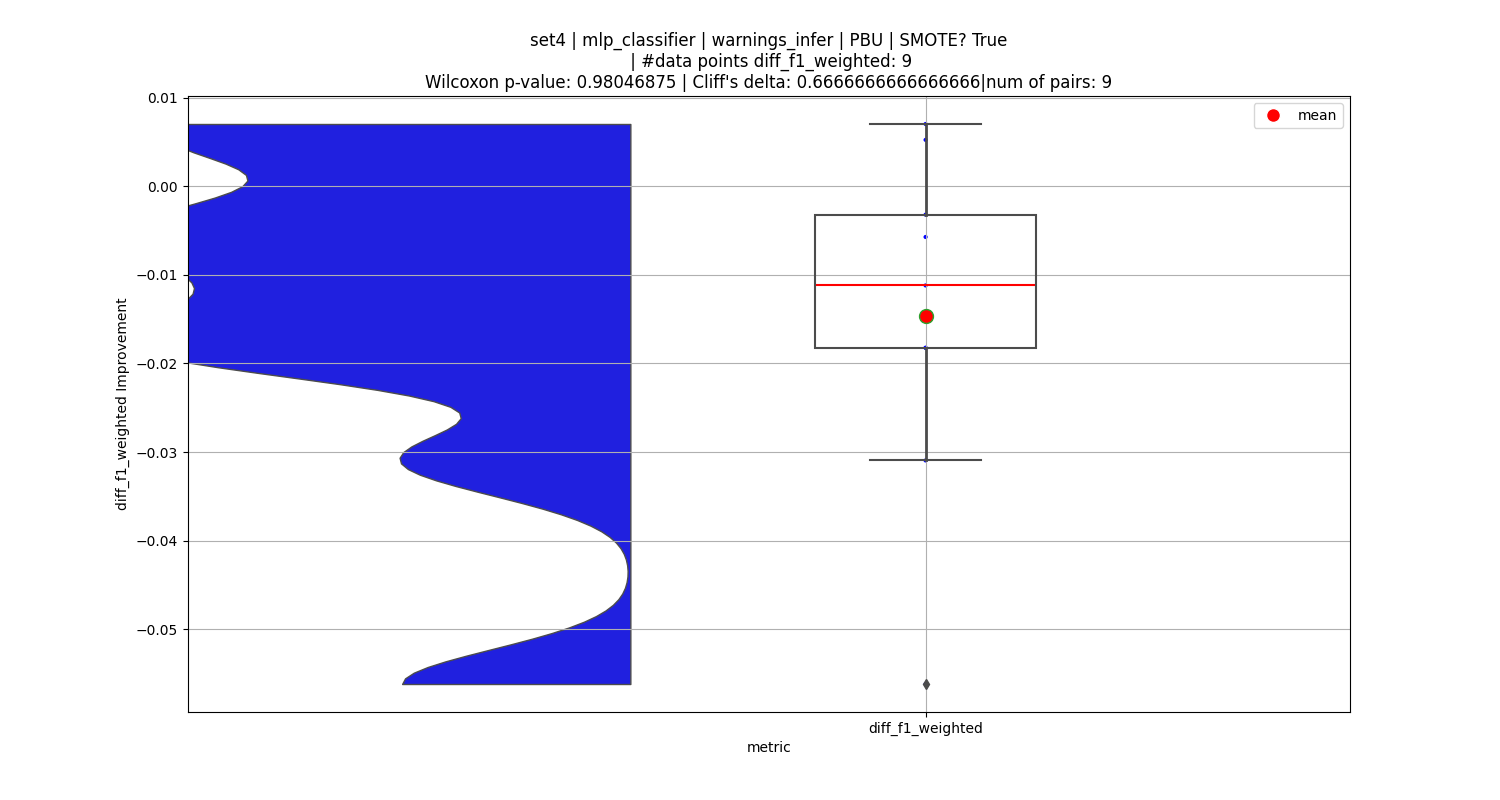 set4 | mlp_classifier | warnings_infer | PBU | SMOTE? True
| #data points diff_f1_weighted: 9
Wilcoxon p-value: 0.98046875 | Cliff's delta: 0.6666666666666666|num of pairs: 9
mean
0.01
0.00
−0.01
−0.02
−0.03
−0.04
−0.05
diff_f1_weighted Improvement
diff_f1_weighted
metric